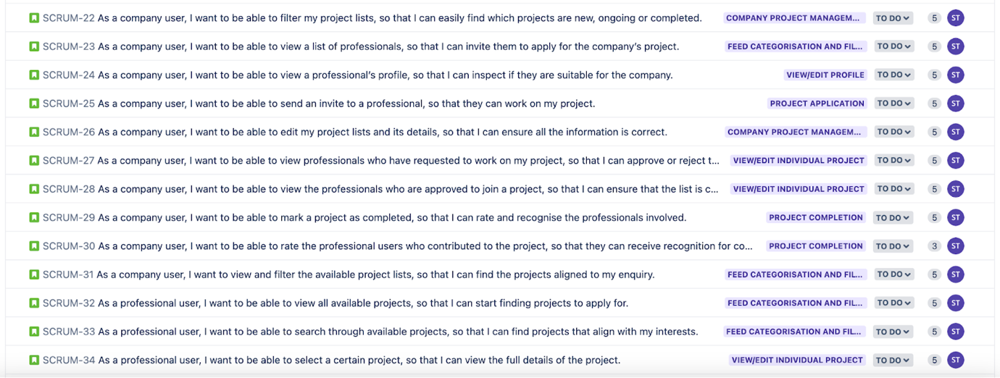 SCRUM-22 As a company user, I want to be able to filter my project lists, so that I can easily find which projects are new, ongoing or completed. COMPANY PROJECT MANAGEM... TO DO 5 ST
SCRUM-23 As a company user, I want to be able to view a list of professionals, so that I can invite them to apply for the company's project. FEED CATEGORISATION AND FIL... TO DO 5 ST
SCRUM-24 As a company user, I want to be able to view a professional's profile, so that I can inspect if they are suitable for the company. VIEW/EDIT PROFILE TO DO 5 ST
SCRUM-25 As a company user, I want to be able to send an invite to a professional, so that they can work on my project. PROJECT APPLICATION TO DO 5 ST
SCRUM-26 As a company user, I want to be able to edit my project lists and its details, so that I can ensure all the information is correct. COMPANY PROJECT MANAGEM... TO DO 5 ST
SCRUM-27 As a company user, I want to be able to view professionals who have requested to work on my project, so that I can approve or reject t... VIEW/EDIT INDIVIDUAL PROJECT TO DO 5 ST
SCRUM-28 As a company user, I want to be able to view the professionals who are approved to join a project, so that I can ensure that the list is c... VIEW/EDIT INDIVIDUAL PROJECT TO DO 5 ST
SCRUM-29 As a company user, I want to be able to mark a project as completed, so that I can rate and recognise the professionals involved. PROJECT COMPLETION TO DO 5 ST
SCRUM-30 As a company user, I want to be able to rate the professional users who contributed to the project, so that they can receive recognition for co... PROJECT COMPLETION TO DO 3 ST
SCRUM-31 As a company user, I want to view and filter the available project lists, so that I can find the projects aligned to my enquiry. FEED CATEGORISATION AND FIL... TO DO 5 ST
SCRUM-32 As a professional user, I want to be able to view all available projects, so that I can start finding projects to apply for. FEED CATEGORISATION AND FIL... TO DO 5 ST
SCRUM-33 As a professional user, I want to be able to search through available projects, so that I can find projects that align with my interests. FEED CATEGORISATION AND FIL... TO DO 5 ST
SCRUM-34 As a professional user, I want to be able to select a certain project, so that I can view the full details of the project. VIEW/EDIT INDIVIDUAL PROJECT TO DO 5 ST